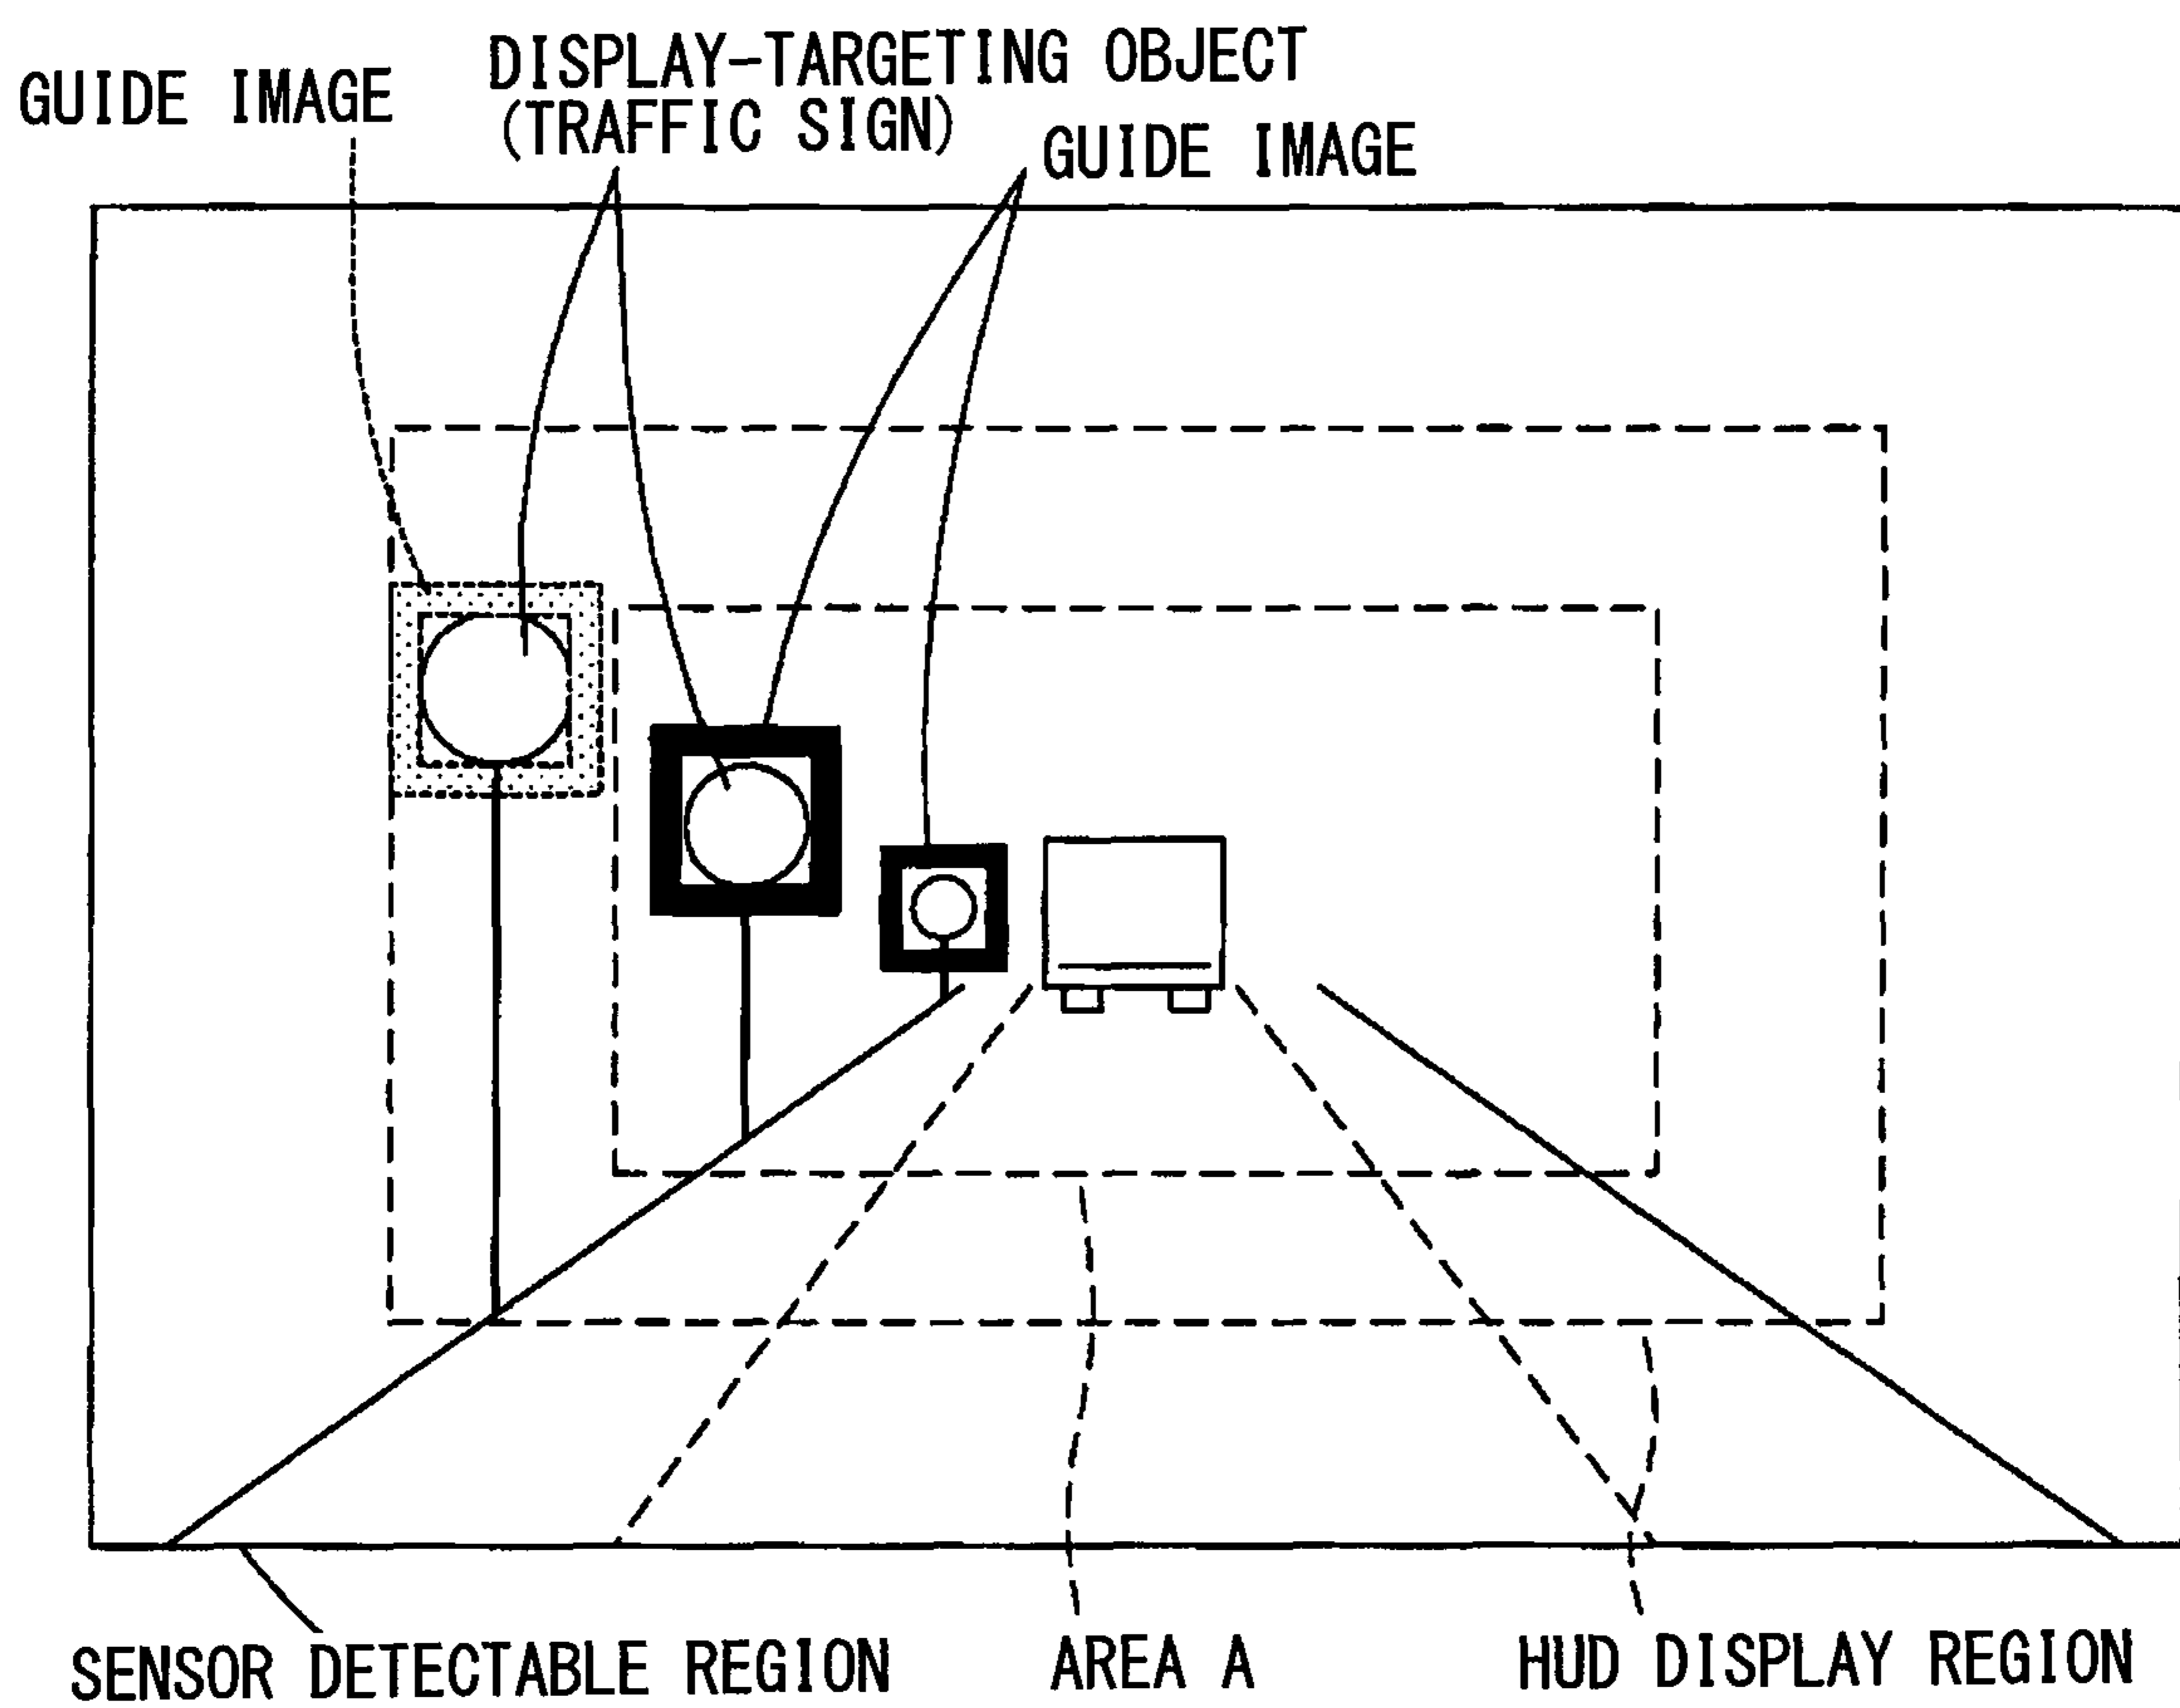 GUIDE IMAGE
DISPLAY-TARGETING OBJECT
(TRAFFIC SIGN)
GUIDE IMAGE
SENSOR DETECTABLE REGION
AREA A
HUD DISPLAY REGION